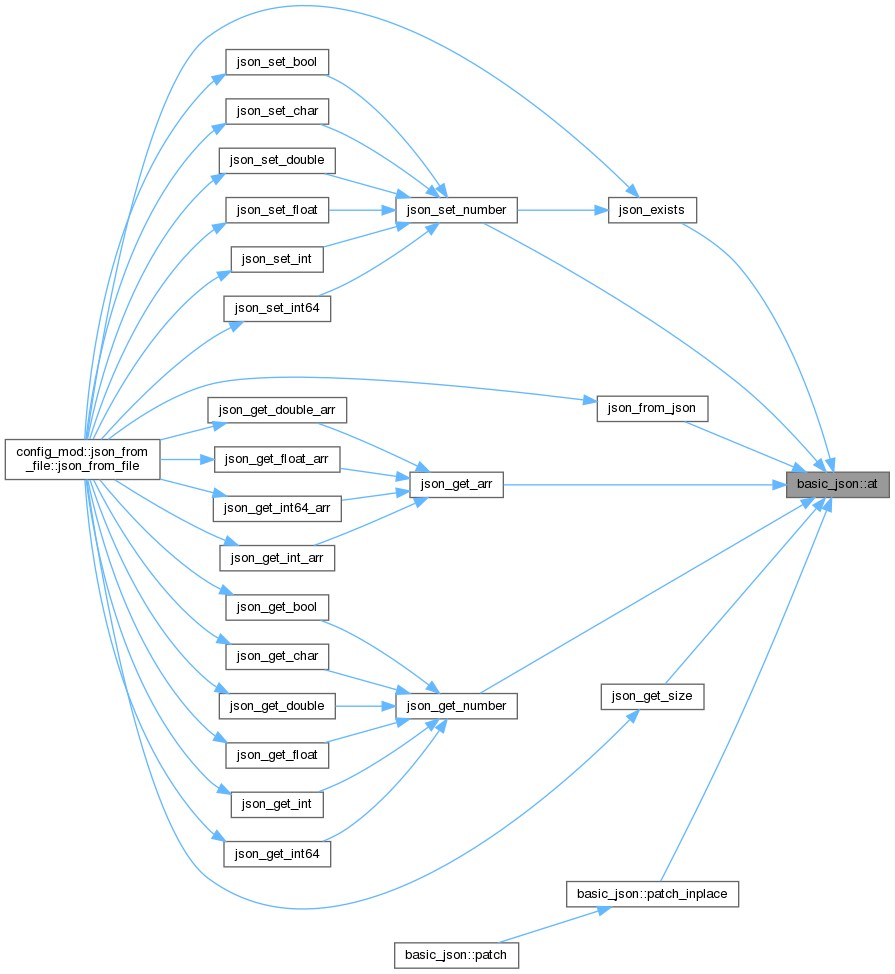 json_set_bool
json_set_char
json_set_double
json_set_float
json_set_number
json_exists
json_set_int
json_set_int64
json_get_double_arr
json_from_json
config_mod::json_from
_file::json_from_file
json_get_float_arr
json_get_arr
basic_json::at
json_get_int64_arr
json_get_int_arr
json_get_bool
json_get_char
json_get_size
json_get_double
json_get_number
json_get_float
json_get_int
json_get_int64
basic_json::patch_inplace
basic_json::patch